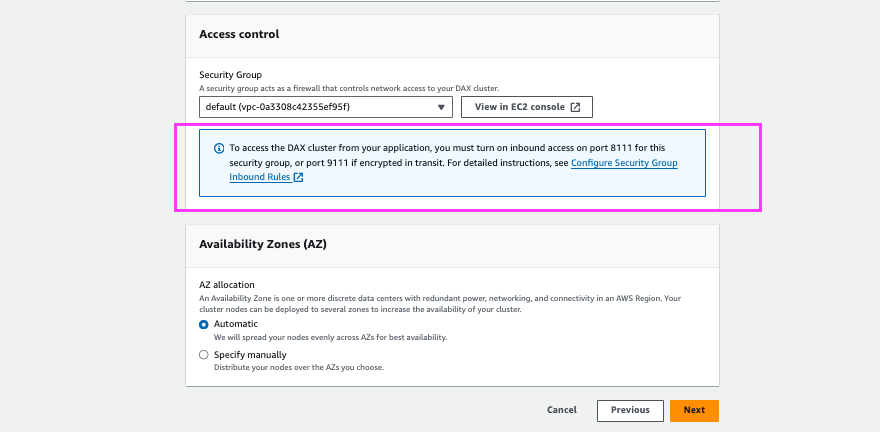 Access control
Security Group
A security group acts as a firewall that controls network access to your DAX cluster.
default (vpc-0a3308c42355ef95f)
View in EC2 console
To access the DAX cluster from your application, you must turn on inbound access on port 8111 for this
security group, or port 9111 if encrypted in transit. For detailed instructions, see Configure Security Group
Inbound Rules
Availability Zones (AZ)
AZ allocation
An Availability Zone is one or more discrete data centers with redundant power, networking, and connectivity in an AWS Region. Your
cluster nodes can be deployed to several zones to increase the availability of your cluster.
Automatic
We will spread your nodes evenly across AZs for best availability.
Specify manually
Distribute your nodes over the AZs you choose.
Cancel
Previous
Next